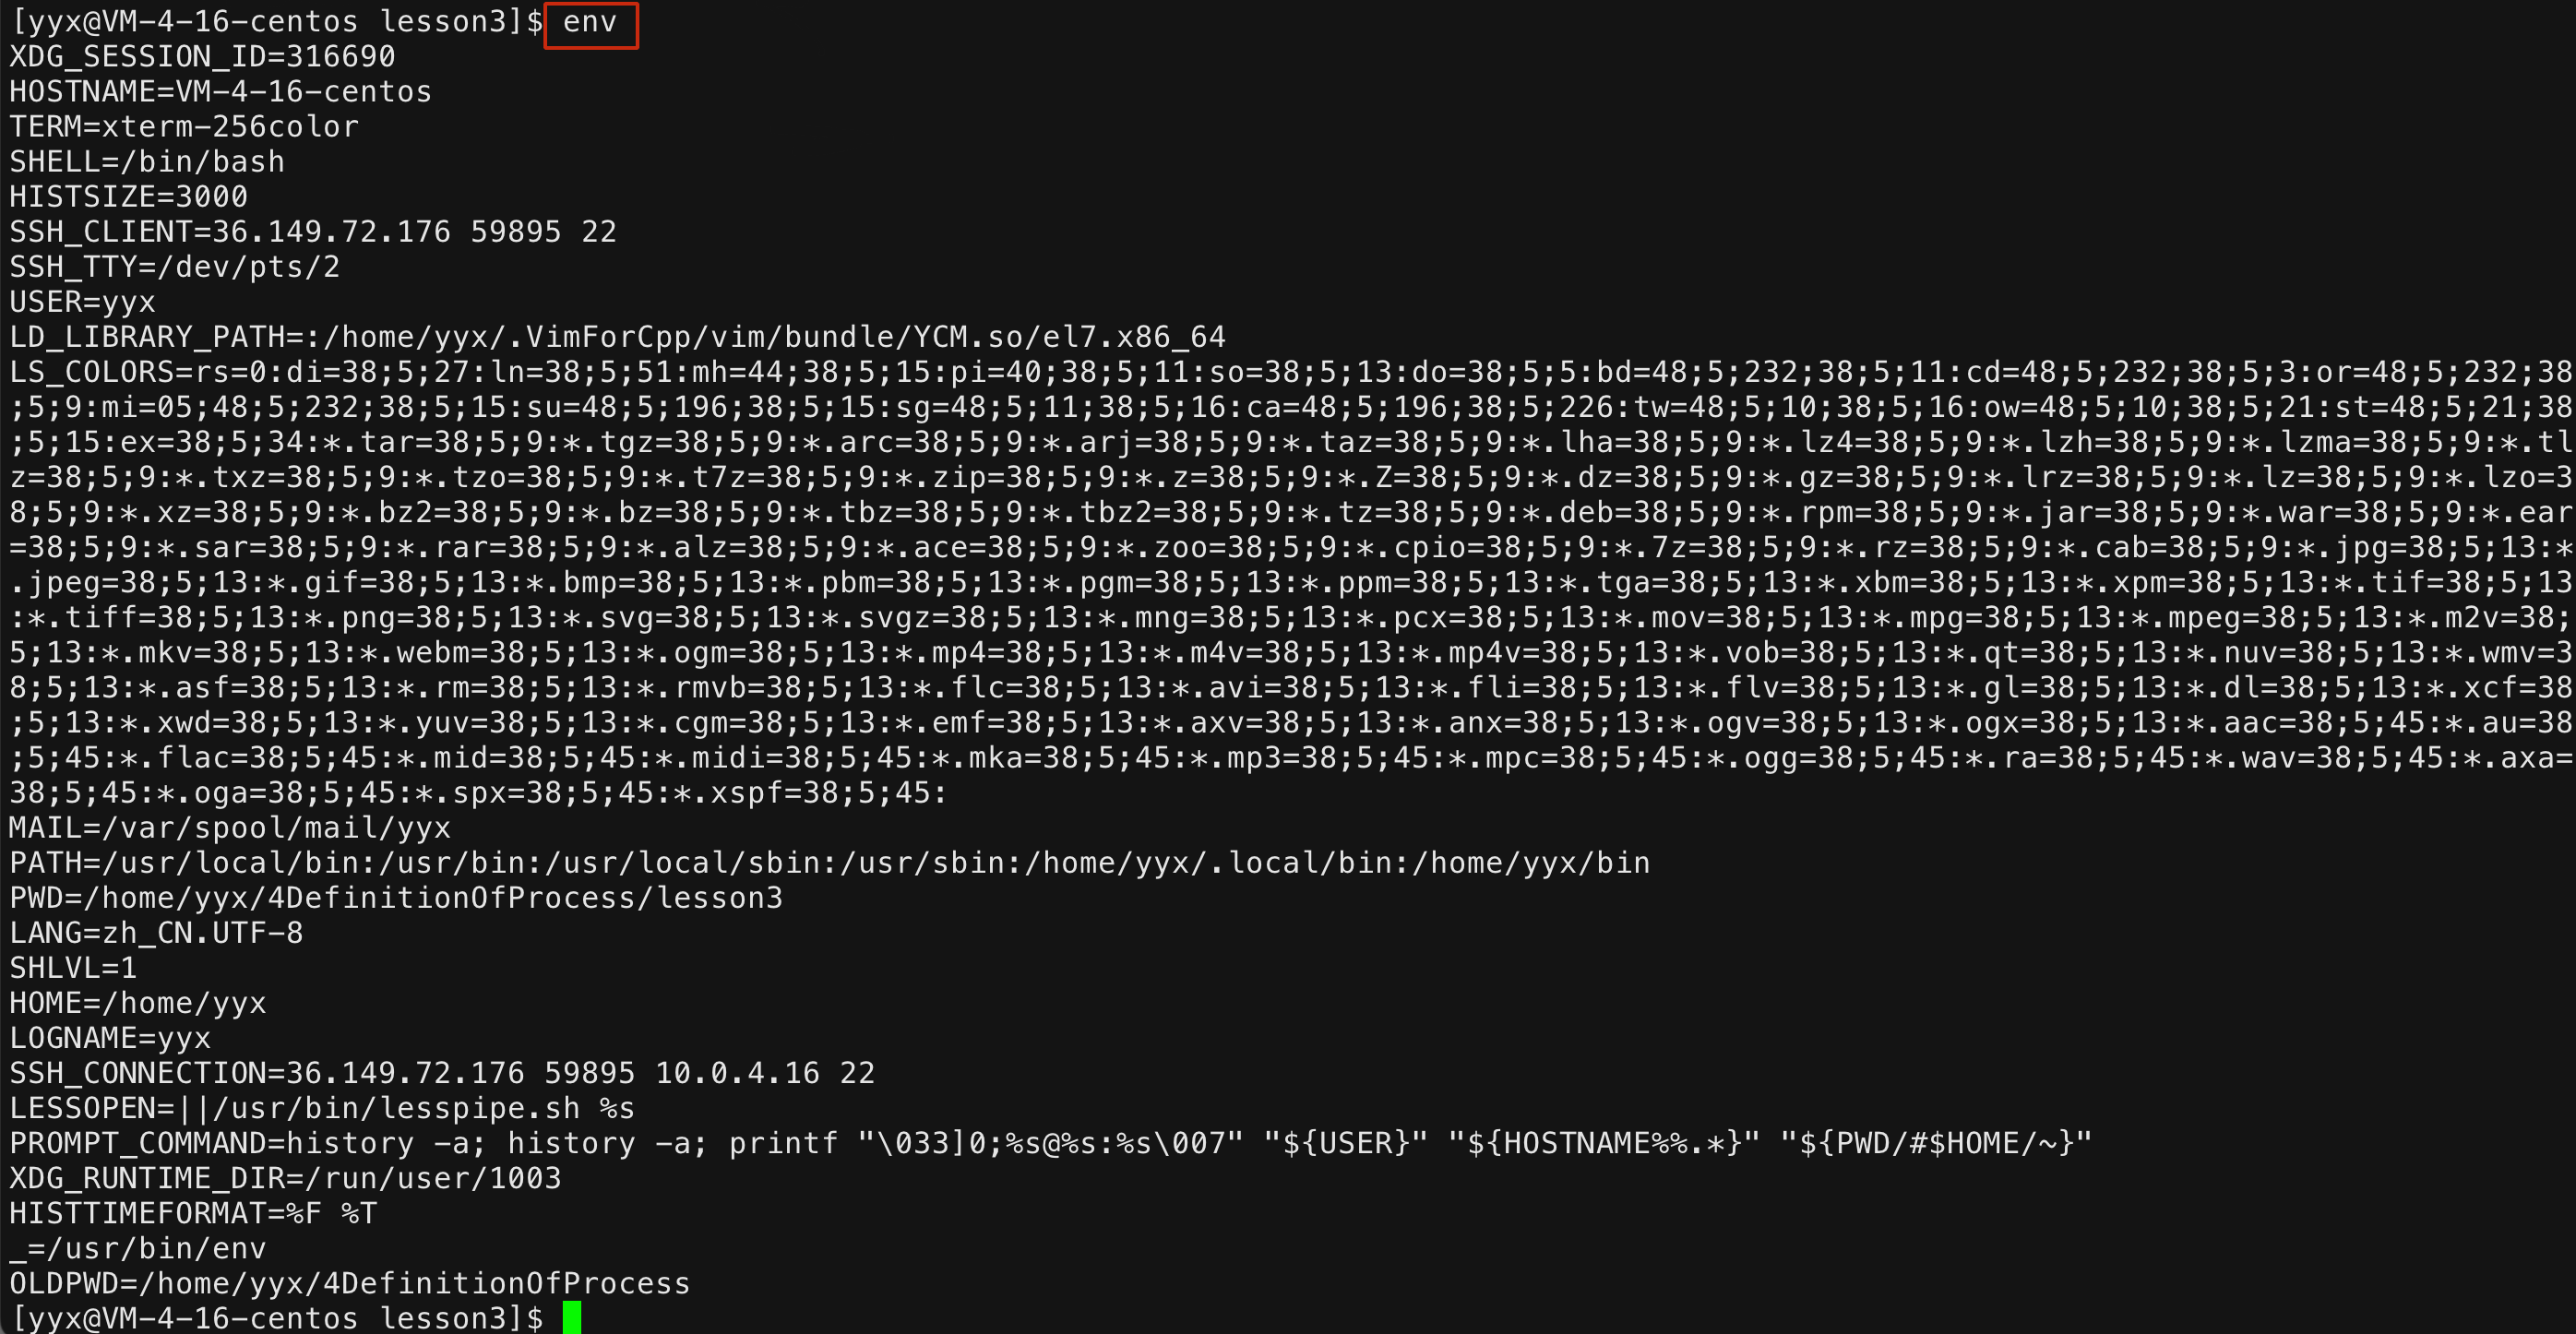 [yyx@VM-4-16-centos lesson3]$ env
XDG_SESSION_ID=316690
HOSTNAME=VM-4-16-centos
TERM=xterm-256color
SHELL=/bin/bash
HISTSIZE=3000
SSH_CLIENT=36.149.72.176 59895 22
SSH_TTY=/dev/pts/2
USER=yyx
LD_LIBRARY_PATH=:/home/yyx/.VimForCpp/vim/bundle/YCM.so/el7.x86_64
LS_COLORS=rs=0:di=38;5;27:ln=38;5;51:mh=44;38;5;15:pi=40;38;5;11:so=38;5;13:do=38;5;5:bd=48;5;232;38;5;11:cd=48;5;232;38;5;3:or=48;5;232;38
;5;9:mi=05;48;5;232;38;5;15:su=48;5;196;38;5;15:sg=48;5;11;38;5;16:ca=48;5;196;38;5;226:tw=48;5;10;38;5;16:ow=48;5;10;38;5;21:st=48;5;21;38
;5;15:ex=38;5;34:*.tar=38;5;9:*.tgz=38;5;9:*.arc=38;5;9:*.arj=38;5;9:*.taz=38;5;9:*.lha=38;5;9:*.lz4=38;5;9:*.lzh=38;5;9:*.lzma=38;5;9:*.tl
z=38;5;9:*.txz=38;5;9:*.tzo=38;5;9:*.t7z=38;5;9:*.zip=38;5;9:*.z=38;5;9:*.Z=38;5;9:*.dz=38;5;9:*.gz=38;5;9:*.lrz=38;5;9:*.lz=38;5;9:*.lzo=3
8;5;9:*.xz=38;5;9:*.bz2=38;5;9:*.bz=38;5;9:*.tbz=38;5;9:*.tbz2=38;5;9:*.tz=38;5;9:*.deb=38;5;9:*.rpm=38;5;9:*.jar=38;5;9:*.war=38;5;9:*.ear
=38;5;9:*.sar=38;5;9:*.rar=38;5;9:*.alz=38;5;9:*.ace=38;5;9:*.zoo=38;5;9:*.cpio=38;5;9:*.7z=38;5;9:*.rz=38;5;9:*.cab=38;5;9:*.jpg=38;5;13:*
.jpeg=38;5;13:*.gif=38;5;13:*.bmp=38;5;13:*.pbm=38;5;13:*.pgm=38;5;13:*.ppm=38;5;13:*.tga=38;5;13:*.xbm=38;5;13:*.xpm=38;5;13:*.tif=38;5;13
:*.tiff=38;5;13:*.png=38;5;13:*.svg=38;5;13:*.svgz=38;5;13:*.mng=38;5;13:*.pcx=38;5;13:*.mov=38;5;13:*.mpg=38;5;13:*.mpeg=38;5;13:*.m2v=38;
5;13:*.mkv=38;5;13:*.webm=38;5;13:*.ogm=38;5;13:*.mp4=38;5;13:*.m4v=38;5;13:*.mp4v=38;5;13:*.vob=38;5;13:*.qt=38;5;13:*.nuv=38;5;13:*.wmv=3
8;5;13:*.asf=38;5;13:*.rm=38;5;13:*.rmvb=38;5;13:*.flc=38;5;13:*.avi=38;5;13:*.fli=38;5;13:*.flv=38;5;13:*.gl=38;5;13:*.dl=38;5;13:*.xcf=38
;5;13:*.xwd=38;5;13:*.yuv=38;5;13:*.cgm=38;5;13:*.emf=38;5;13:*.axv=38;5;13:*.anx=38;5;13:*.ogv=38;5;13:*.ogx=38;5;13:*.aac=38;5;45:*.au=38
;5;45:*.flac=38;5;45:*.mid=38;5;45:*.midi=38;5;45:*.mka=38;5;45:*.mp3=38;5;45:*.mpc=38;5;45:*.ogg=38;5;45:*.ra=38;5;45:*.wav=38;5;45:*.axa=
38;5;45:*.oga=38;5;45:*.spx=38;5;45:*.xspf=38;5;45:
MAIL=/var/spool/mail/yyx
PATH=/usr/local/bin:/usr/bin:/usr/local/sbin:/usr/sbin:/home/yyx/.local/bin:/home/yyx/bin
PWD=/home/yyx/4DefinitionOfProcess/lesson3
LANG=zh_CN.UTF-8
SHLVL=1
HOME=/home/yyx
LOGNAME=yyx
SSH_CONNECTION=36.149.72.176 59895 10.0.4.16 22
LESSOPEN=||/usr/bin/lesspipe.sh %s
PROMPT_COMMAND=history -a; history -a; printf "\033]0;%s@%s:%s\007" "${USER}" "${HOSTNAME%%.*}" "${PWD/#$HOME/~}"
XDG_RUNTIME_DIR=/run/user/1003
HISTTIMEFORMAT=%F %T
_=/usr/bin/env
OLDPWD=/home/yyx/4DefinitionOfProcess
[yyx@VM-4-16-centos lesson3]$